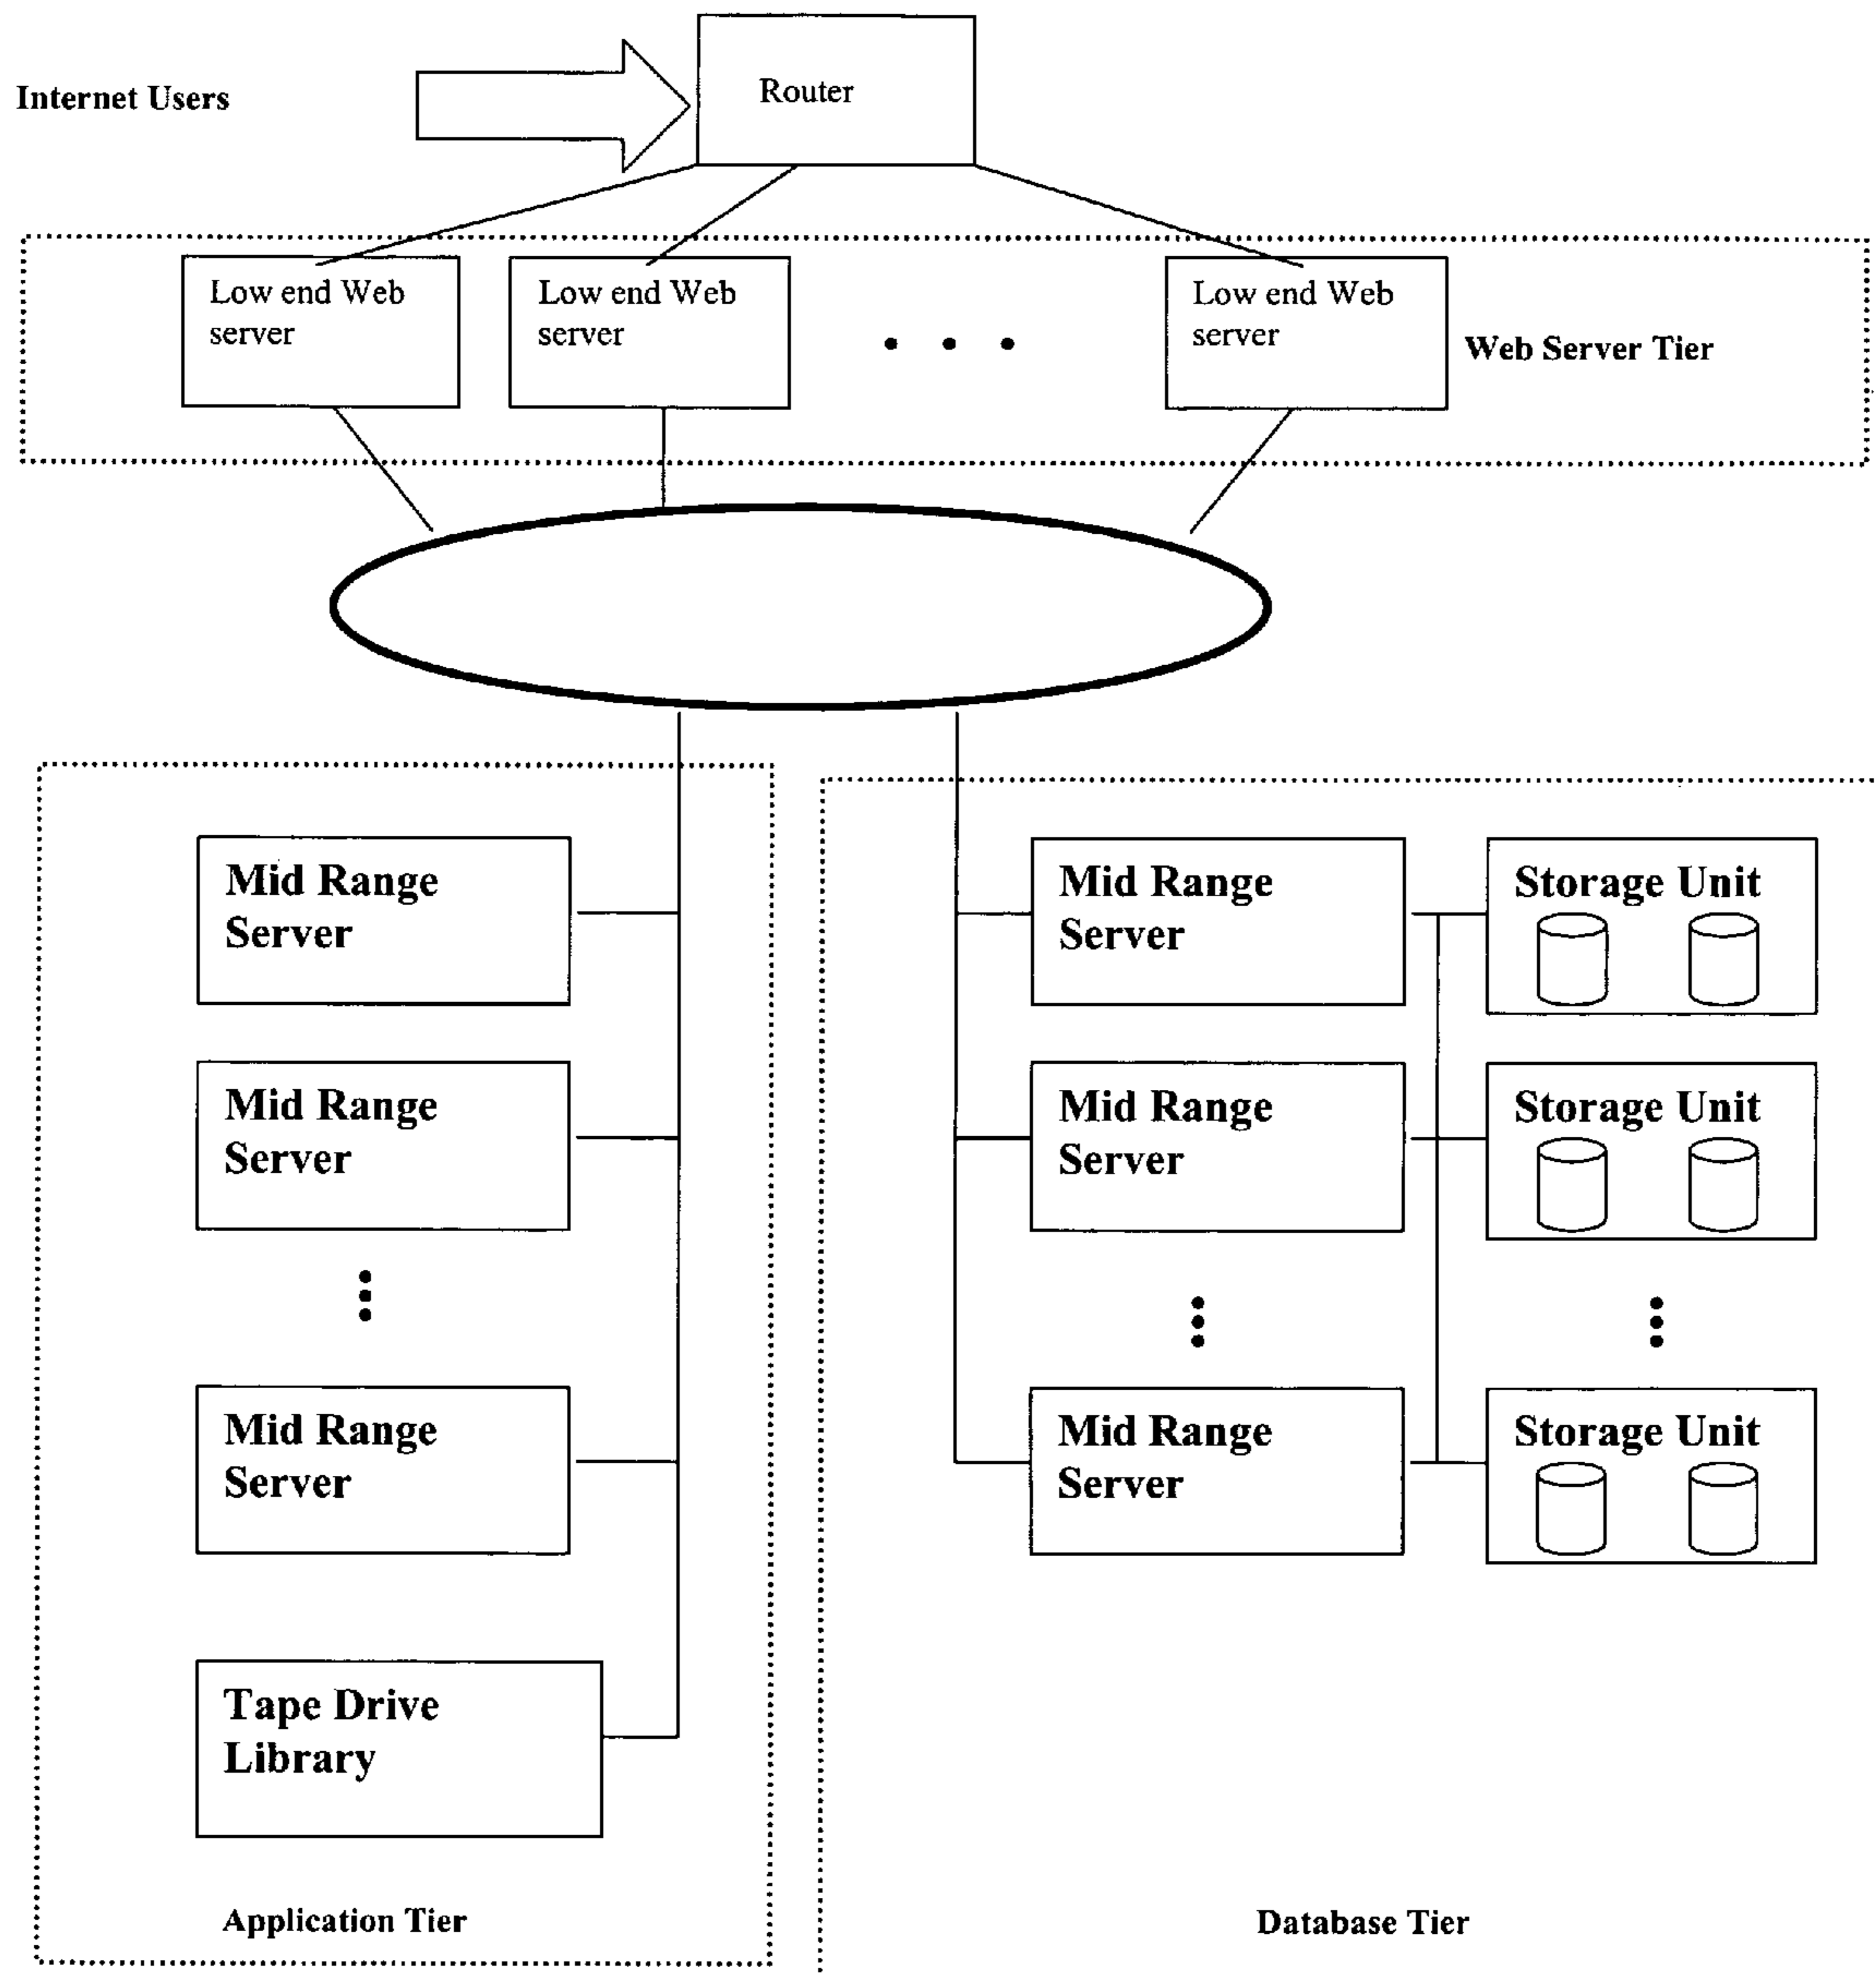 Internet Users
Router
Low end Web
server
Low end Web
server
Low end Web
server
Web Server Tier
Mid Range
Server
Mid Range
Server
Mid Range
Server
Tape Drive
Library
Application Tier
Mid Range
Server
Storage Unit
Mid Range
Server
Storage Unit
Mid Range
Server
Storage Unit
Database Tier